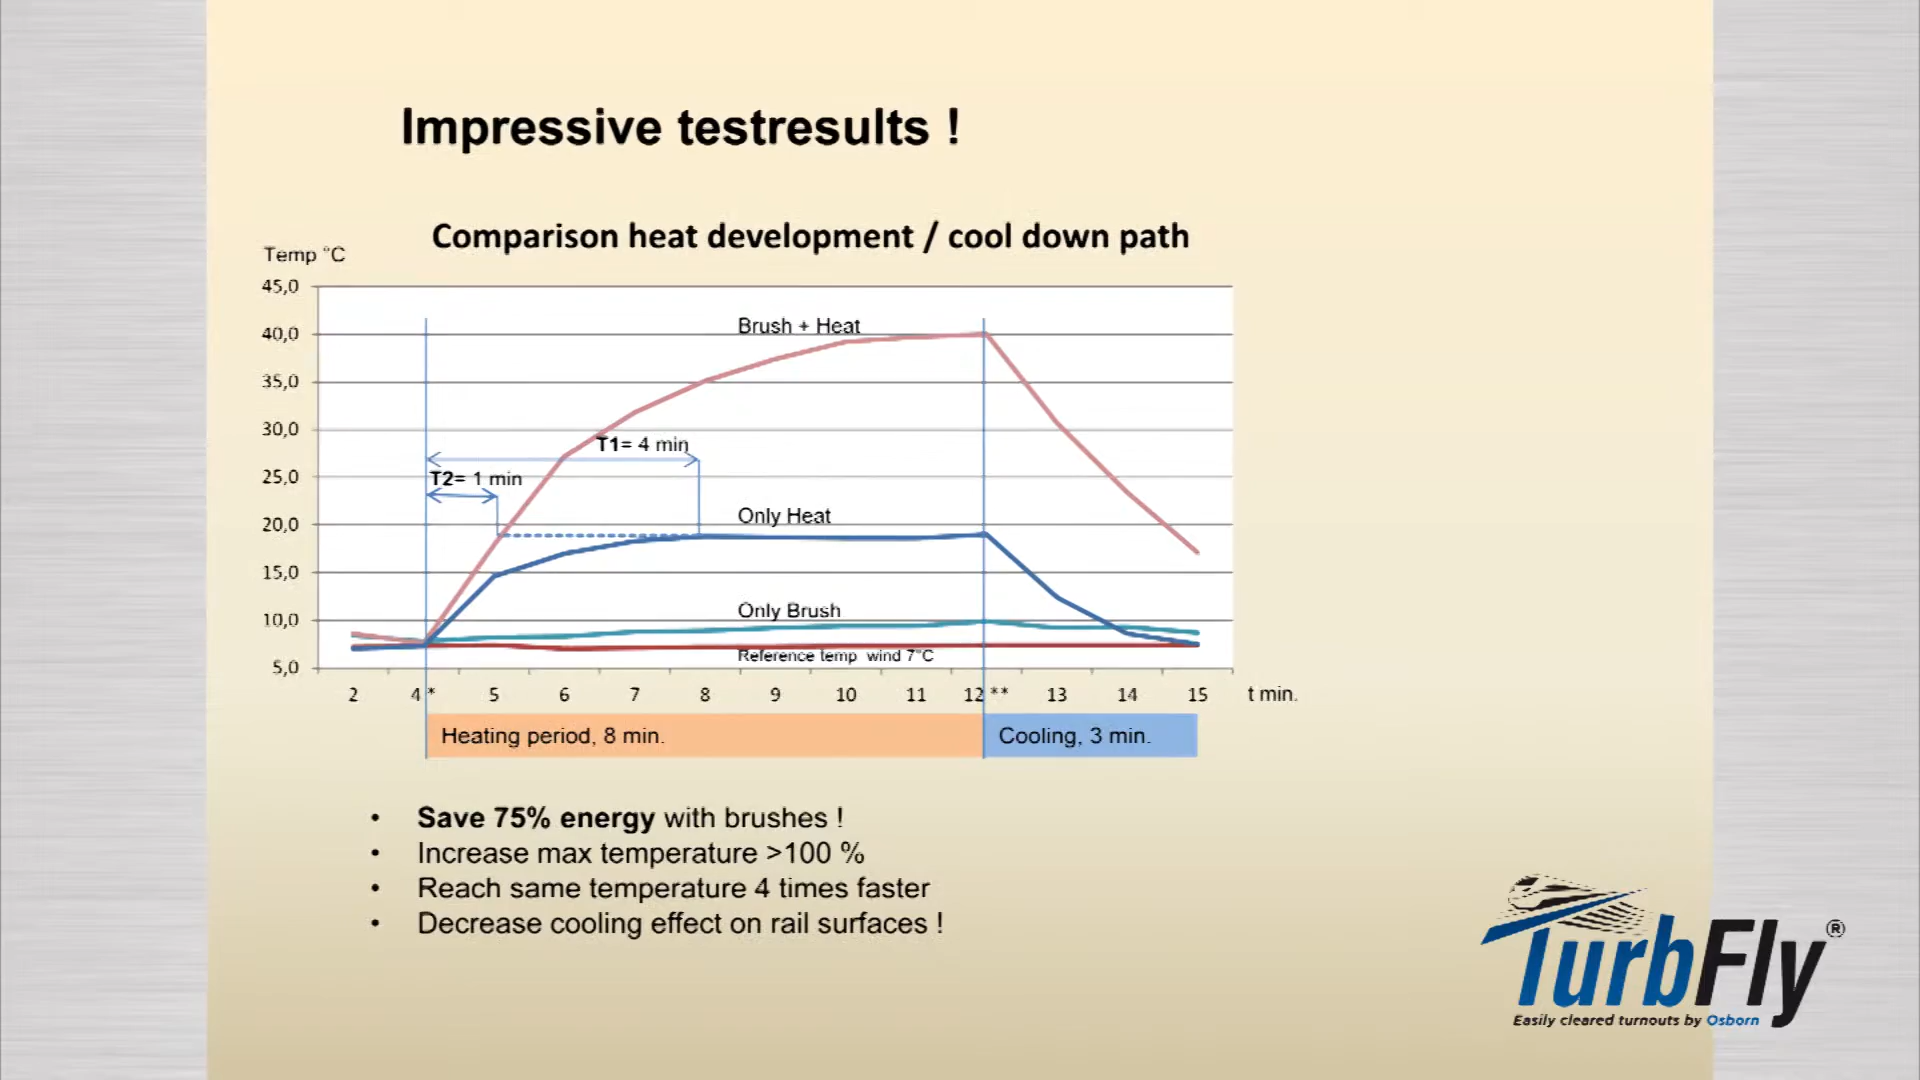 Impressive testresults !
Comparison heat development / cool down path
Temp °C
45,0
40,0
35,0
30,0
25,0
20,0
15,0
10,0
5,0
Brush + Heat
T1= 4 min
T2= 1 min
Only Heat
Only Brush
Reference temp wind 7°C
2 4 * 5 6 7 8 9 10 11 12 ** 13 14 15 t min.
Heating period, 8 min. Cooling, 3 min.
• Save 75% energy with brushes !
• Increase max temperature >100 %
• Reach same temperature 4 times faster
• Decrease cooling effect on rail surfaces !
TurbFly®
Easily cleared turnouts by Osborn